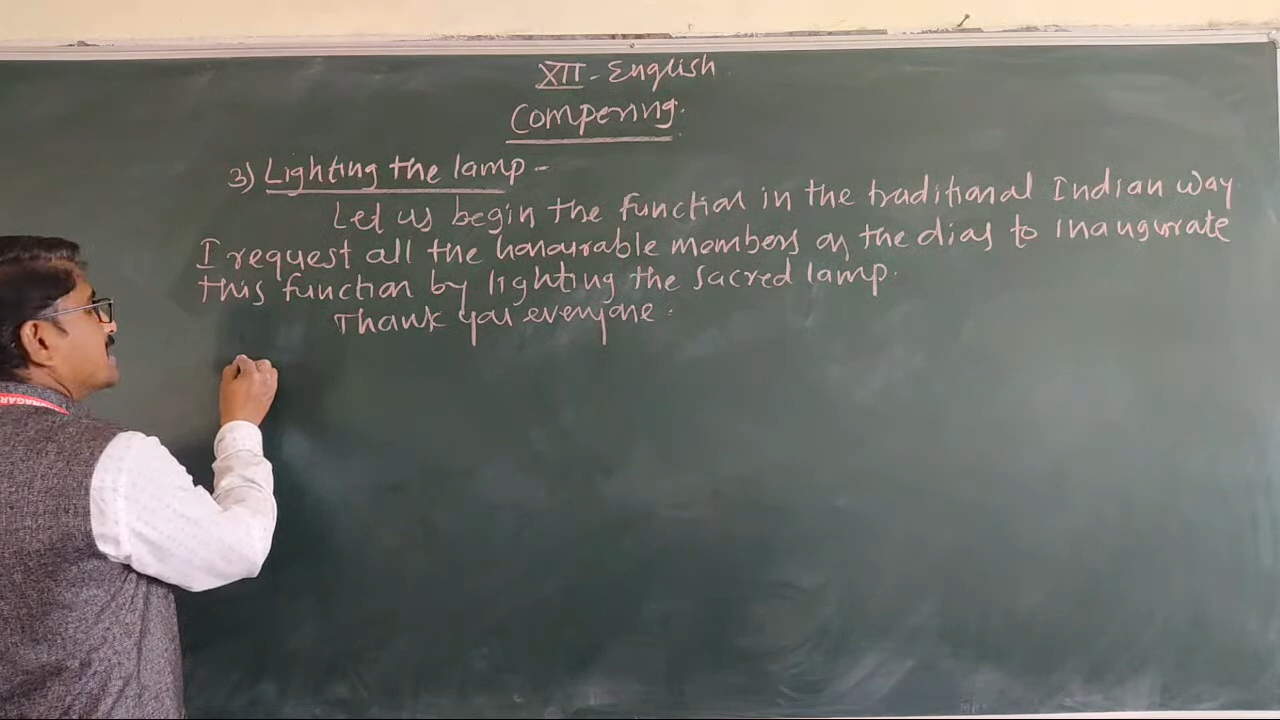 XII - English
Compering.
3) Lighting the lamp -
Let us begin the function in the traditional Indian way
I request all the honourable members on the dias to inaugurate
this function by lighting the sacred lamp.
Thank you everyone.
NAGAR